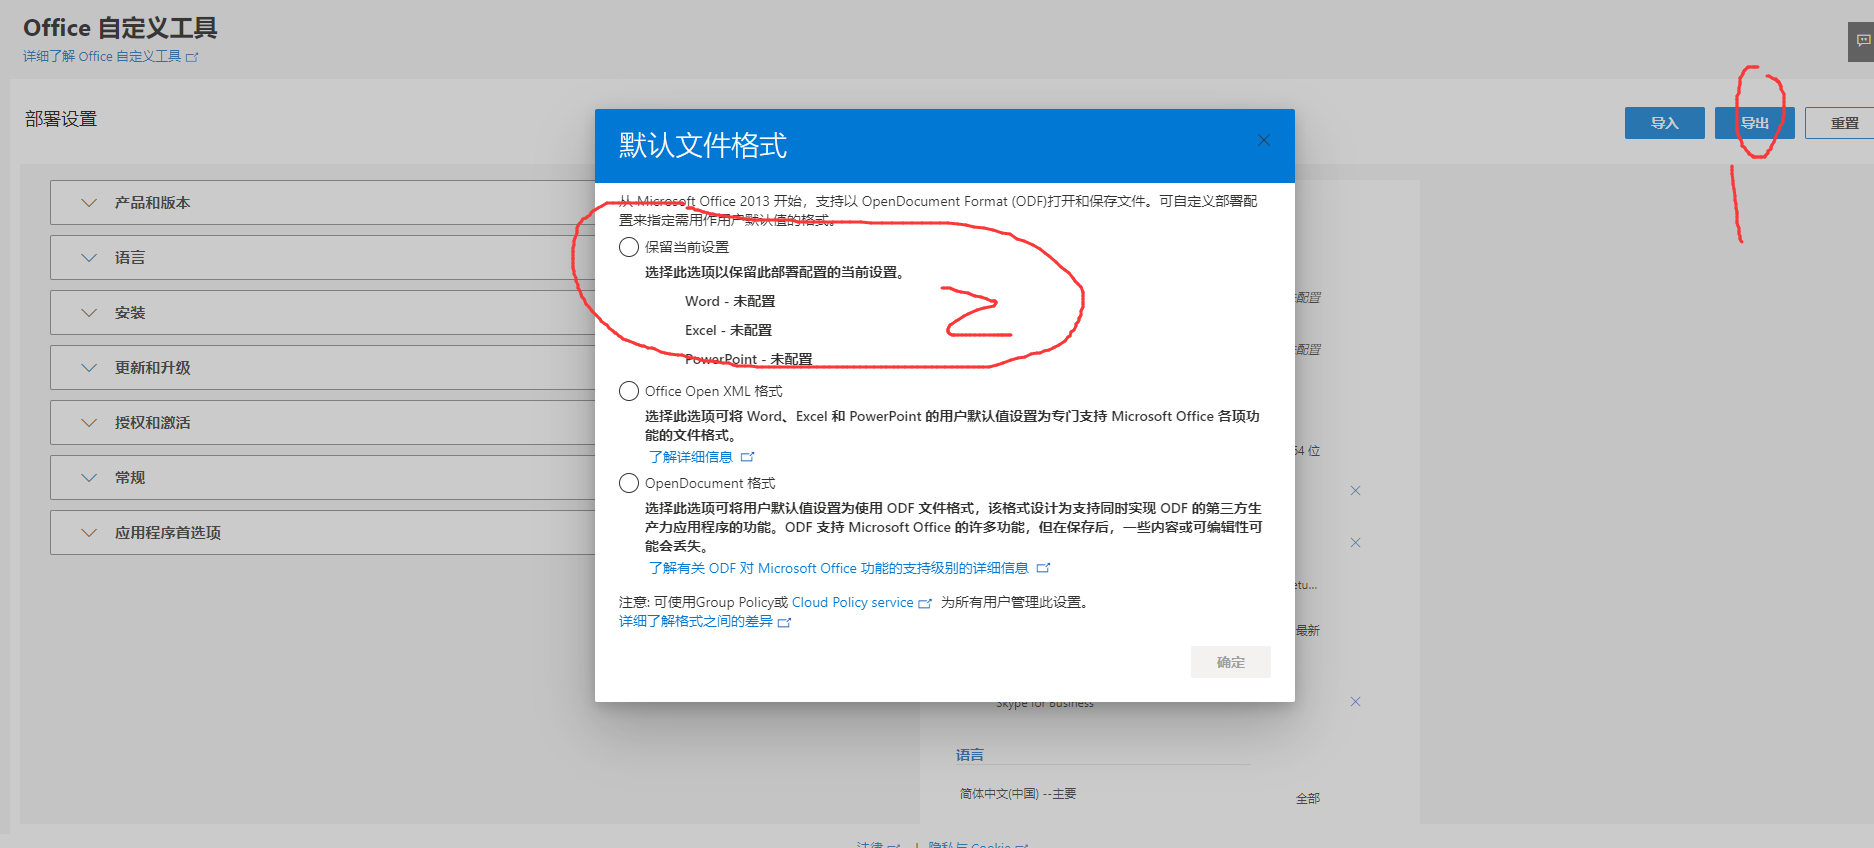 Office 自定义工具
详细了解 Office 自定义工具
部署设置
导入
导出
重置
1
产品和版本
语言
安装
更新和升级
授权和激活
常规
应用程序首选项
默认文件格式
从 Microsoft Office 2013 开始，支持以 OpenDocument Format (ODF)打开和保存文件。可自定义部署配
置来指定需用作用户默认值的格式。
保留当前设置
选择此选项以保留此部署配置的当前设置。
Word - 未配置
Excel - 未配置
PowerPoint - 未配置
2
Office Open XML 格式
选择此选项可将 Word、Excel 和 PowerPoint 的用户默认值设置为专门支持 Microsoft Office 各项功
能的文件格式。
了解详细信息
OpenDocument 格式
选择此选项可将用户默认值设置为使用 ODF 文件格式，该格式设计为支持同时实现 ODF 的第三方生
产力应用程序的功能。ODF 支持 Microsoft Office 的许多功能，但在保存后，一些内容或可编辑性可
能会丢失。
了解有关 ODF 对 Microsoft Office 功能的支持级别的详细信息
注意: 可使用Group Policy或 Cloud Policy service 为所有用户管理此设置。
详细了解格式之间的差异
确定
配置
配置
64 位
etu...
最新
Skype for Business
语言
简体中文(中国) --主要
全部
法律 | 隐私与 Cookie